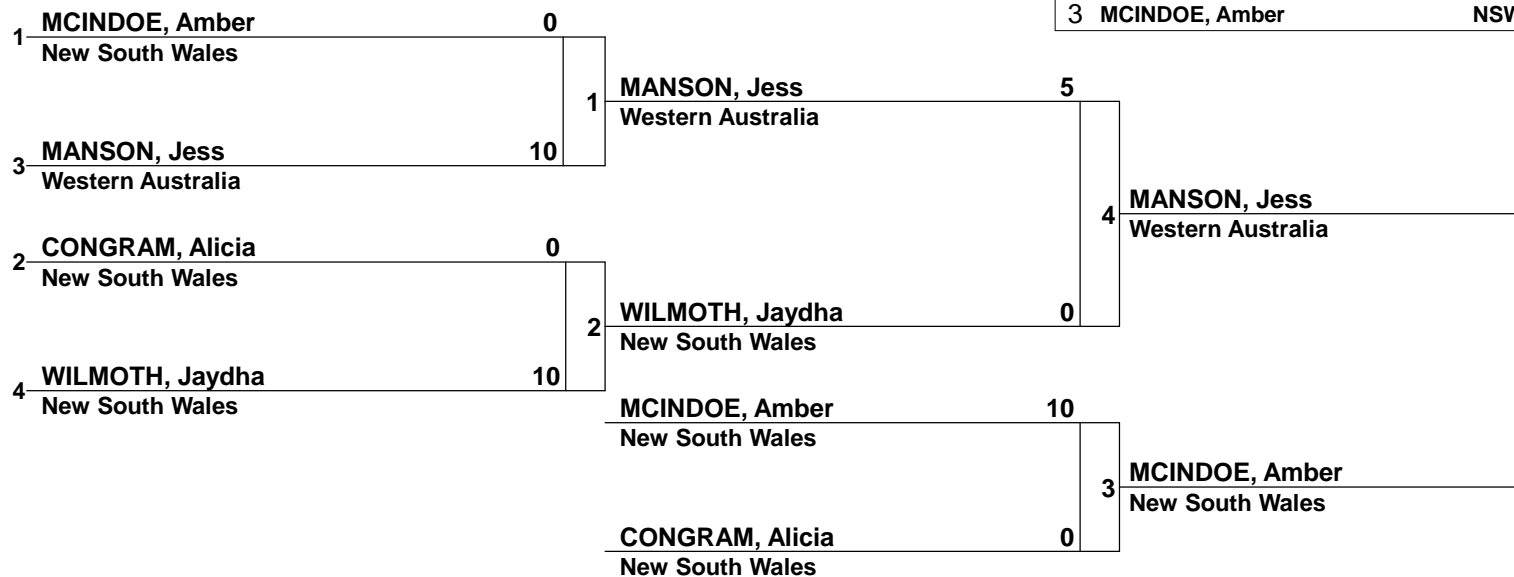 3 MCINDOE, Amber NSW
1 MCINDOE, Amber 0
New South Wales
1
MANSON, Jess 5
Western Australia
3 MANSON, Jess 10
Western Australia
4
MANSON, Jess
Western Australia
2 CONGRAM, Alicia 0
New South Wales
2
WILMOTH, Jaydha 0
New South Wales
4 WILMOTH, Jaydha 10
New South Wales
MCINDOE, Amber 10
New South Wales
3
MCINDOE, Amber
New South Wales
CONGRAM, Alicia 0
New South Wales